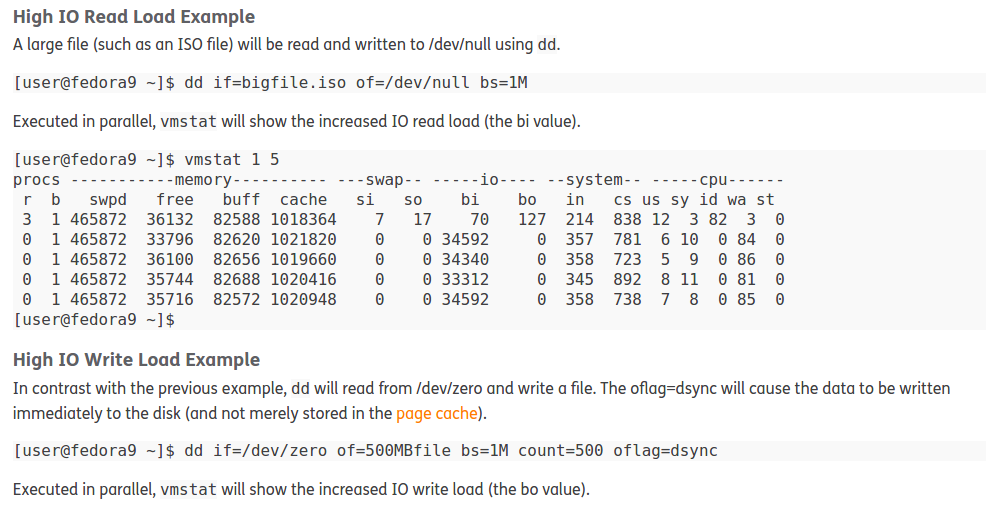 High IO Read Load Example
A large file (such as an ISO file) will be read and written to /dev/null using dd.
[user@fedora9 ~]$ dd if=bigfile.iso of=/dev/null bs=1M
Executed in parallel, vmstat will show the increased IO read load (the bi value).
[user@fedora9 ~]$ vmstat 1 5
procs -----------memory---------- ---swap-- -----io---- --system-- -----cpu------
 r  b   swpd   free   buff  cache   si   so    bi    bo   in   cs us sy id wa st
 3  1 465872  36132  82588 1018364    7   17    70   127  214  838 12  3 82  3  0
 0  1 465872  33796  82620 1021820    0    0 34592     0  357  781  6 10  0 84  0
 0  1 465872  36100  82656 1019660    0    0 34340     0  358  723  5  9  0 86  0
 0  1 465872  35744  82688 1020416    0    0 33312     0  345  892  8 11  0 81  0
 0  1 465872  35716  82572 1020948    0    0 34592     0  358  738  7  8  0 85  0
[user@fedora9 ~]$
High IO Write Load Example
In contrast with the previous example, dd will read from /dev/zero and write a file. The oflag=dsync will cause the data to be written
immediately to the disk (and not merely stored in the page cache).
[user@fedora9 ~]$ dd if=/dev/zero of=500MBfile bs=1M count=500 oflag=dsync
Executed in parallel, vmstat will show the increased IO write load (the bo value).